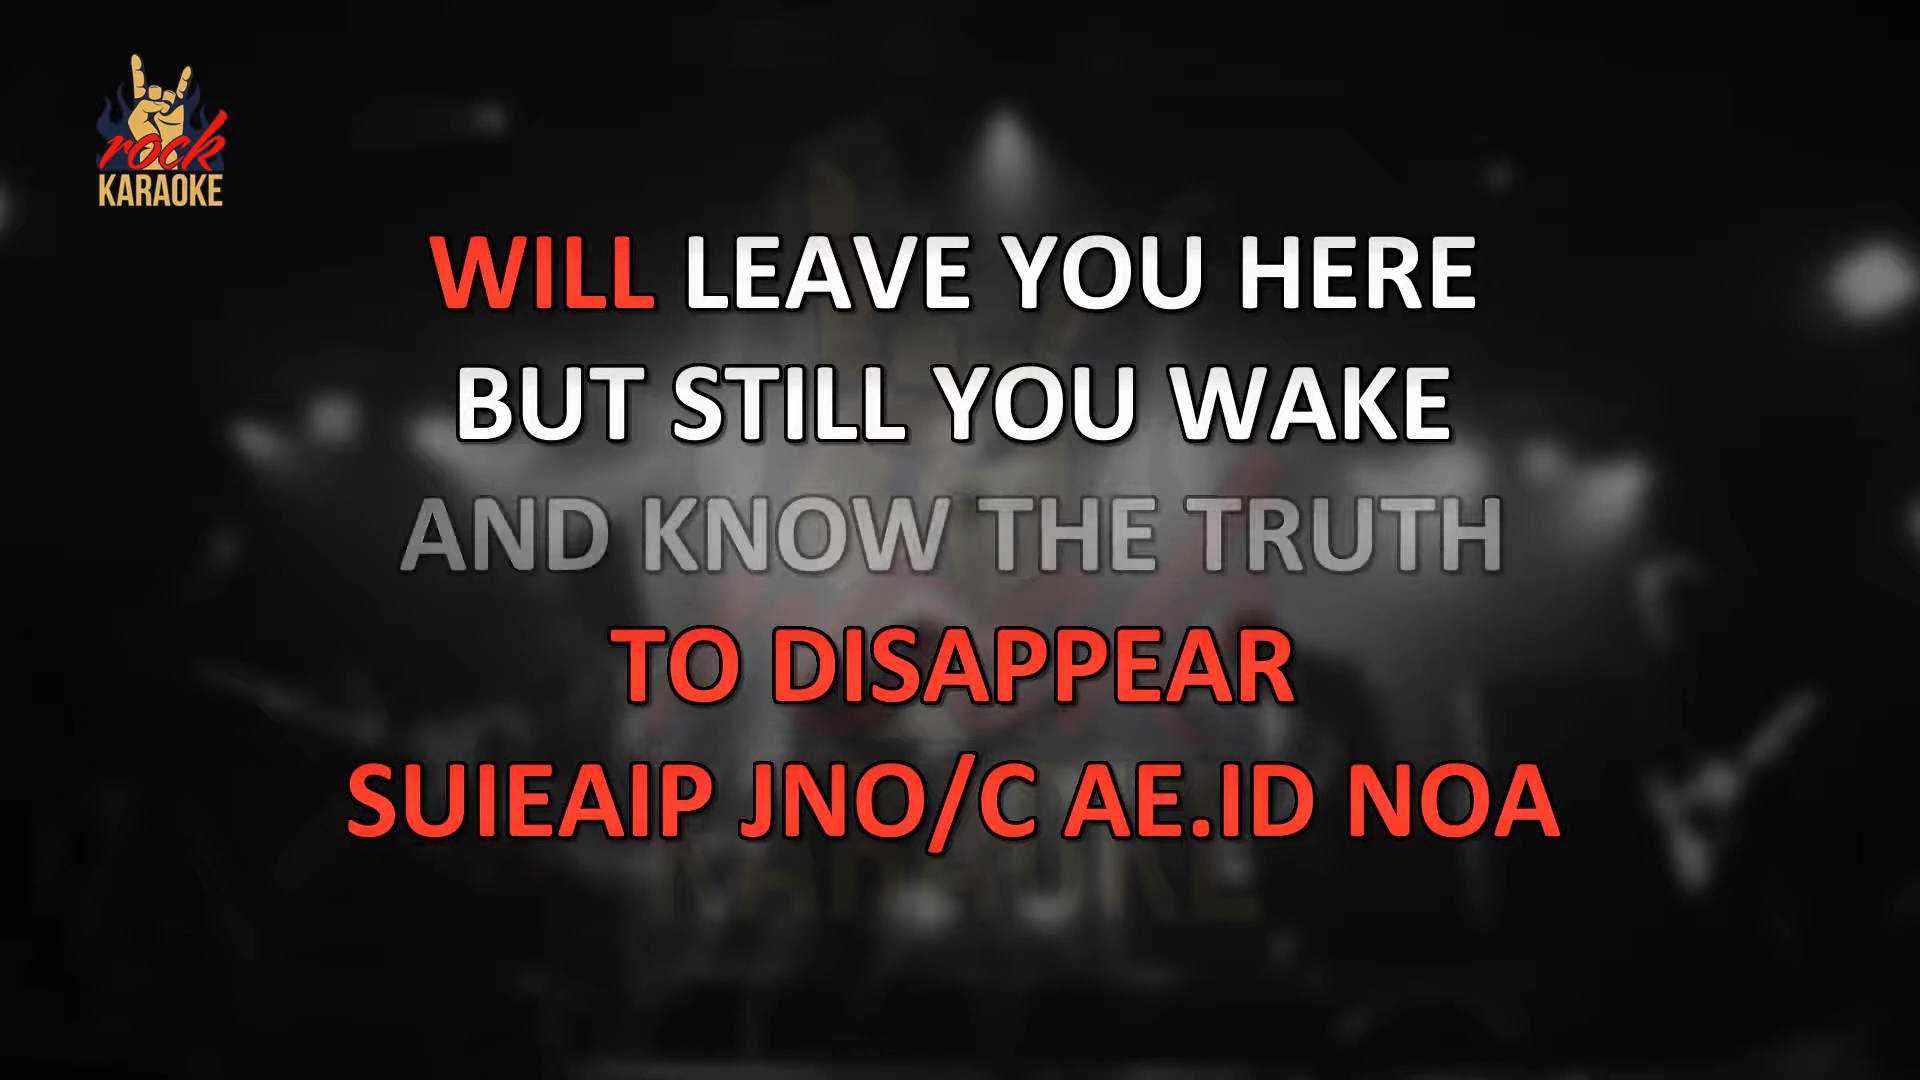 rock
KARAOKE
WILL LEAVE YOU HERE
BUT STILL YOU WAKE
AND KNOW THE TRUTH
TO DISAPPEAR
SUIEAIP JNO/C AE.ID NOA